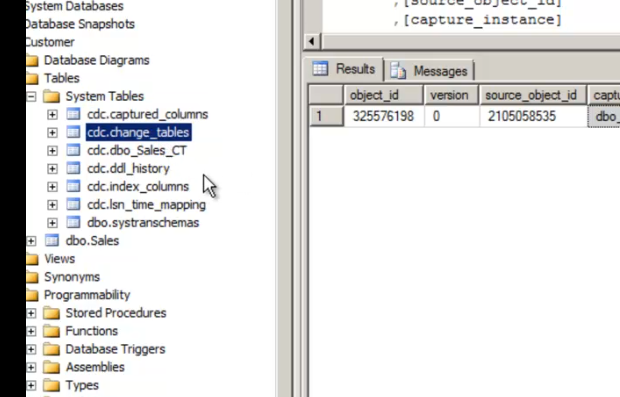 System Databases
Database Snapshots
Customer
Database Diagrams
Tables
System Tables
cdc.captured_columns
cdc.change_tables
cdc.dbo_Sales_CT
cdc.ddl_history
cdc.index_columns
cdc.lsn_time_mapping
dbo.systranschemas
dbo.Sales
Views
Synonyms
Programmability
Stored Procedures
Functions
Database Triggers
Assemblies
Types
,[source_object_id]
,[capture_instance]
Results Messages
object_id version source_object_id captu
1 325576198 0 2105058535 dbo_